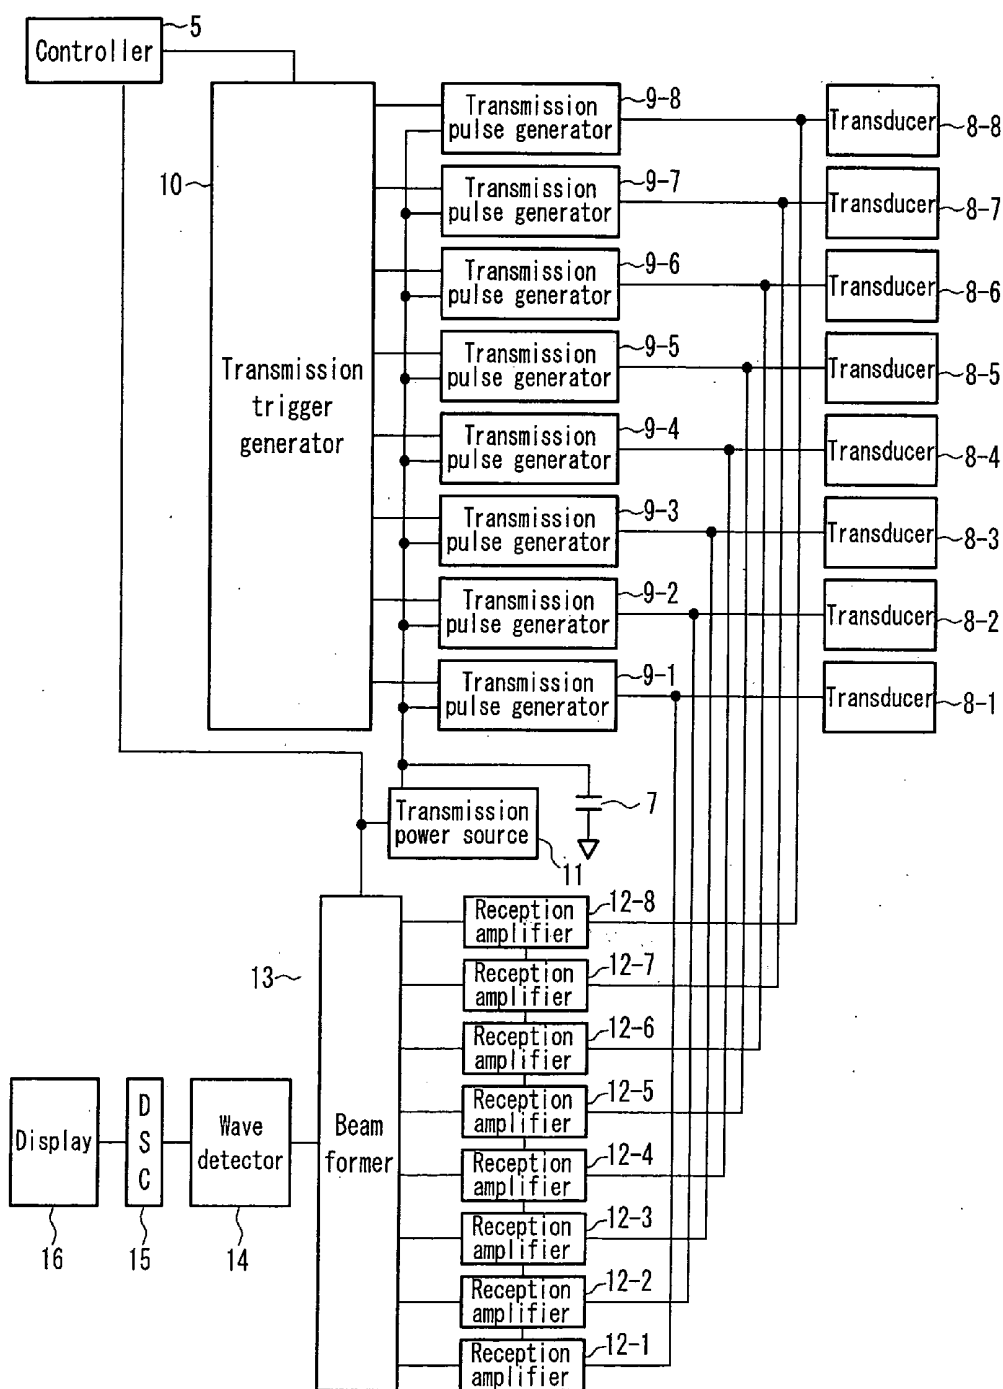 5
Controller
10
Transmission
trigger
generator
Transmission
pulse generator
9-8
Transducer
8-8
Transmission
pulse generator
9-7
Transducer
8-7
Transmission
pulse generator
9-6
Transducer
8-6
Transmission
pulse generator
9-5
Transducer
8-5
Transmission
pulse generator
9-4
Transducer
8-4
Transmission
pulse generator
9-3
Transducer
8-3
Transmission
pulse generator
9-2
Transducer
8-2
Transmission
pulse generator
9-1
Transducer
8-1
Transmission
power source
11
7
13
Beam
former
Reception
amplifier
12-8
Reception
amplifier
12-7
Reception
amplifier
12-6
Reception
amplifier
12-5
Reception
amplifier
12-4
Reception
amplifier
12-3
Reception
amplifier
12-2
Reception
amplifier
12-1
Display
16
D
S
C
15
Wave
detector
14